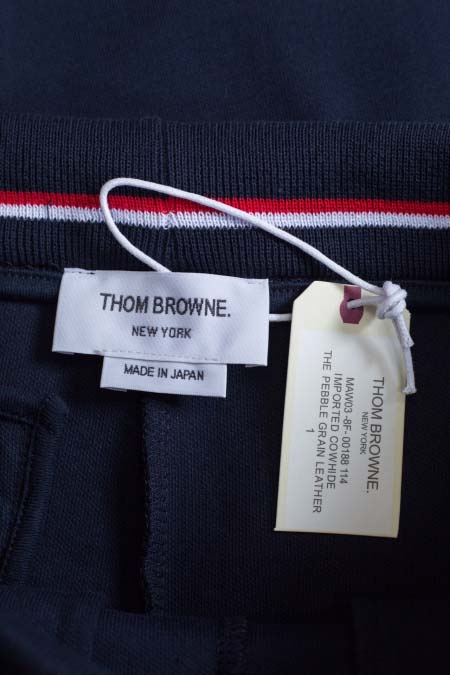 THOM BROWNE.
NEW YORK
MADE IN JAPAN
THOM BROWNE.
NEW YORK
MAW03 -8F- 00188 114
IMPORTED COWHIDE
THE PEBBLE GRAIN LEATHER
1